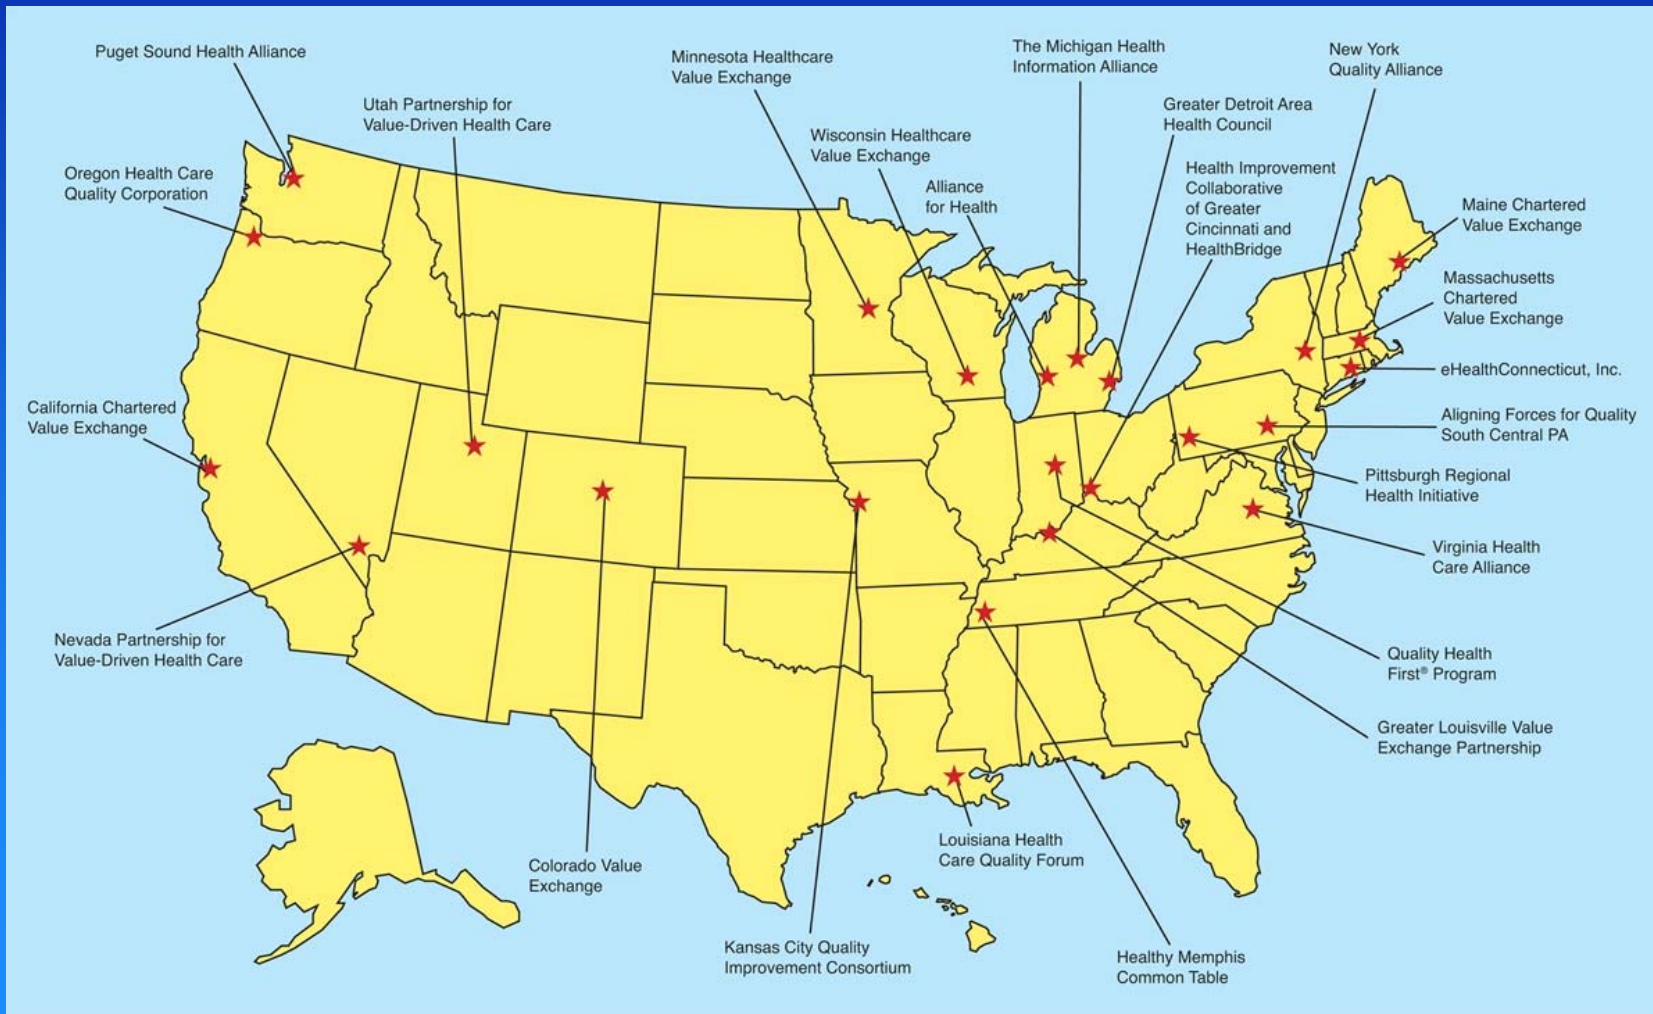 Puget Sound Health Alliance
Utah Partnership for
Value-Driven Health Care
Minnesota Healthcare
Value Exchange
Wisconsin Healthcare
Value Exchange
Alliance
for Health
The Michigan Health
Information Alliance
Greater Detroit Area
Health Council
Health Improvement
Collaborative
of Greater
Cincinnati and
HealthBridge
New York
Quality Alliance
Oregon Health Care
Quality Corporation
Maine Chartered
Value Exchange
Massachusetts
Chartered
Value Exchange
eHealthConnecticut, Inc.
California Chartered
Value Exchange
Aligning Forces for Quality
South Central PA
Pittsburgh Regional
Health Initiative
Virginia Health
Care Alliance
Nevada Partnership for
Value-Driven Health Care
Quality Health
First® Program
Greater Louisville Value
Exchange Partnership
Colorado Value
Exchange
Louisiana Health
Care Quality Forum
Kansas City Quality
Improvement Consortium
Healthy Memphis
Common Table